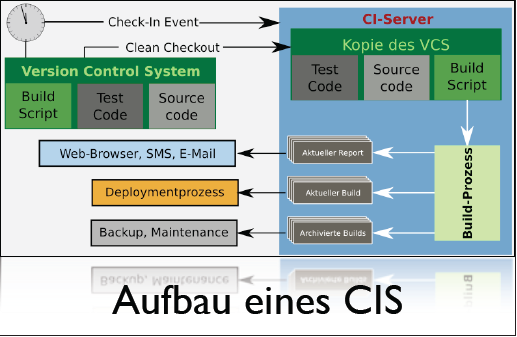 Check-In Event
CI-Server
Clean Checkout
Kopie des VCS
Version Control System
Build Script
Test Code
Source code
Test Code
Source Code
Build Script
Web-Browser, SMS, E-Mail
Aktueller Report
Deploymentprozess
Aktueller Build
Backup, Maintenance
Archivierte Builds
Build-Prozess
Aufbau eines CIS